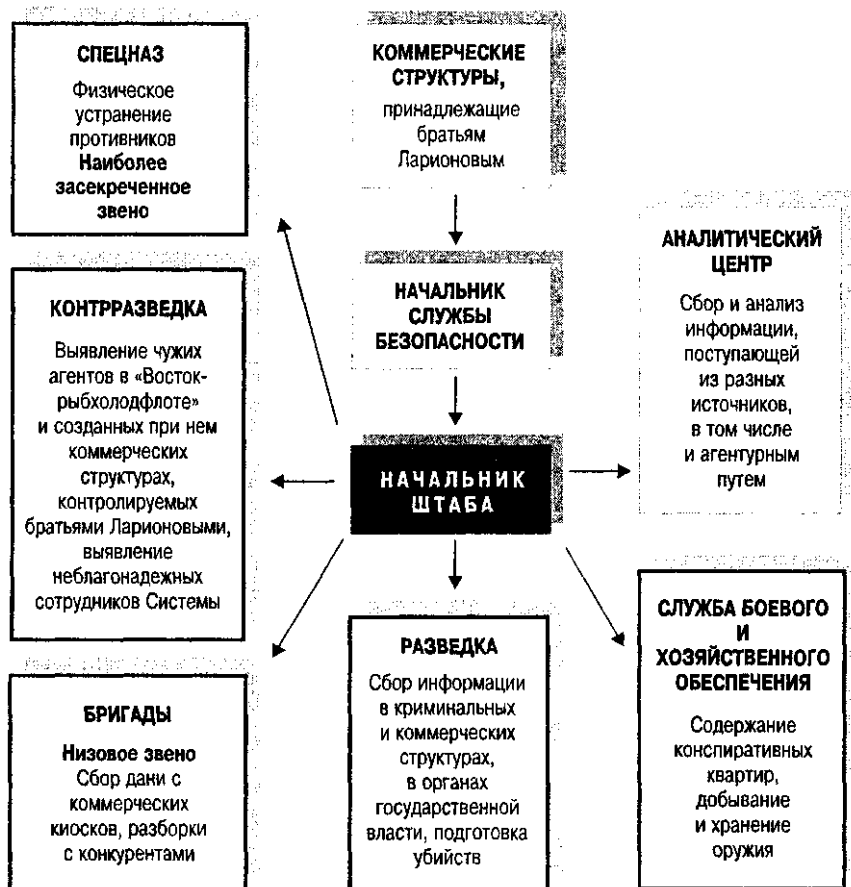 СПЕЦНАЗ
Физическое
устранение
противников
Наиболее
засекреченное
звено
КОММЕРЧЕСКИЕ
СТРУКТУРЫ,
принадлежащие
братьям
Ларионовым
КОНТРРАЗВЕДКА
Выявление чужих
агентов в «Восток-
рыбхолодфлоте»
и созданных при нем
коммерческих
структурах,
контролируемых
братьями Ларионовыми,
выявление
неблагонадежных
сотрудников Системы
НАЧАЛЬНИК
СЛУЖБЫ
БЕЗОПАСНОСТИ
АНАЛИТИЧЕСКИЙ
ЦЕНТР
Сбор и анализ
информации,
поступающей
из разных
источников,
в том числе
и агентурным
путем
НАЧАЛЬНИК
ШТАБА
БРИГАДЫ
Низовое звено
Сбор дани с
коммерческих
киосков, разборки
с конкурентами
РАЗВЕДКА
Сбор информации
в криминальных
и коммерческих
структурах,
в органах
государственной
власти, подготовка
убийств
СЛУЖБА БОЕВОГО
И
ХОЗЯЙСТВЕННОГО
ОБЕСПЕЧЕНИЯ
Содержание
конспиративных
квартир,
добывание
и хранение
оружия